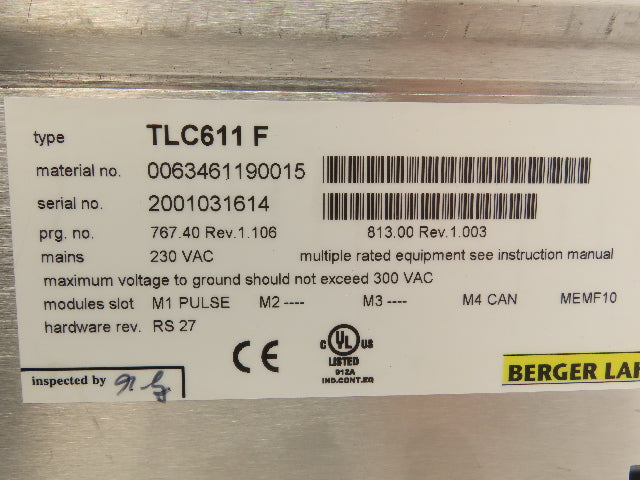 type TLC611 F
material no. 0063461190015
serial no. 2001031614
prg. no. 767.40 Rev.1.106 813.00 Rev.1.003
mains 230 VAC multiple rated equipment see instruction manual
maximum voltage to ground should not exceed 300 VAC
modules slot M1 PULSE M2 ---- M3 ---- M4 CAN MEMF10
hardware rev. RS 27
CE
C UL US
LISTED
912A
IND.CONT.EQ
inspected by
BERGER LAH